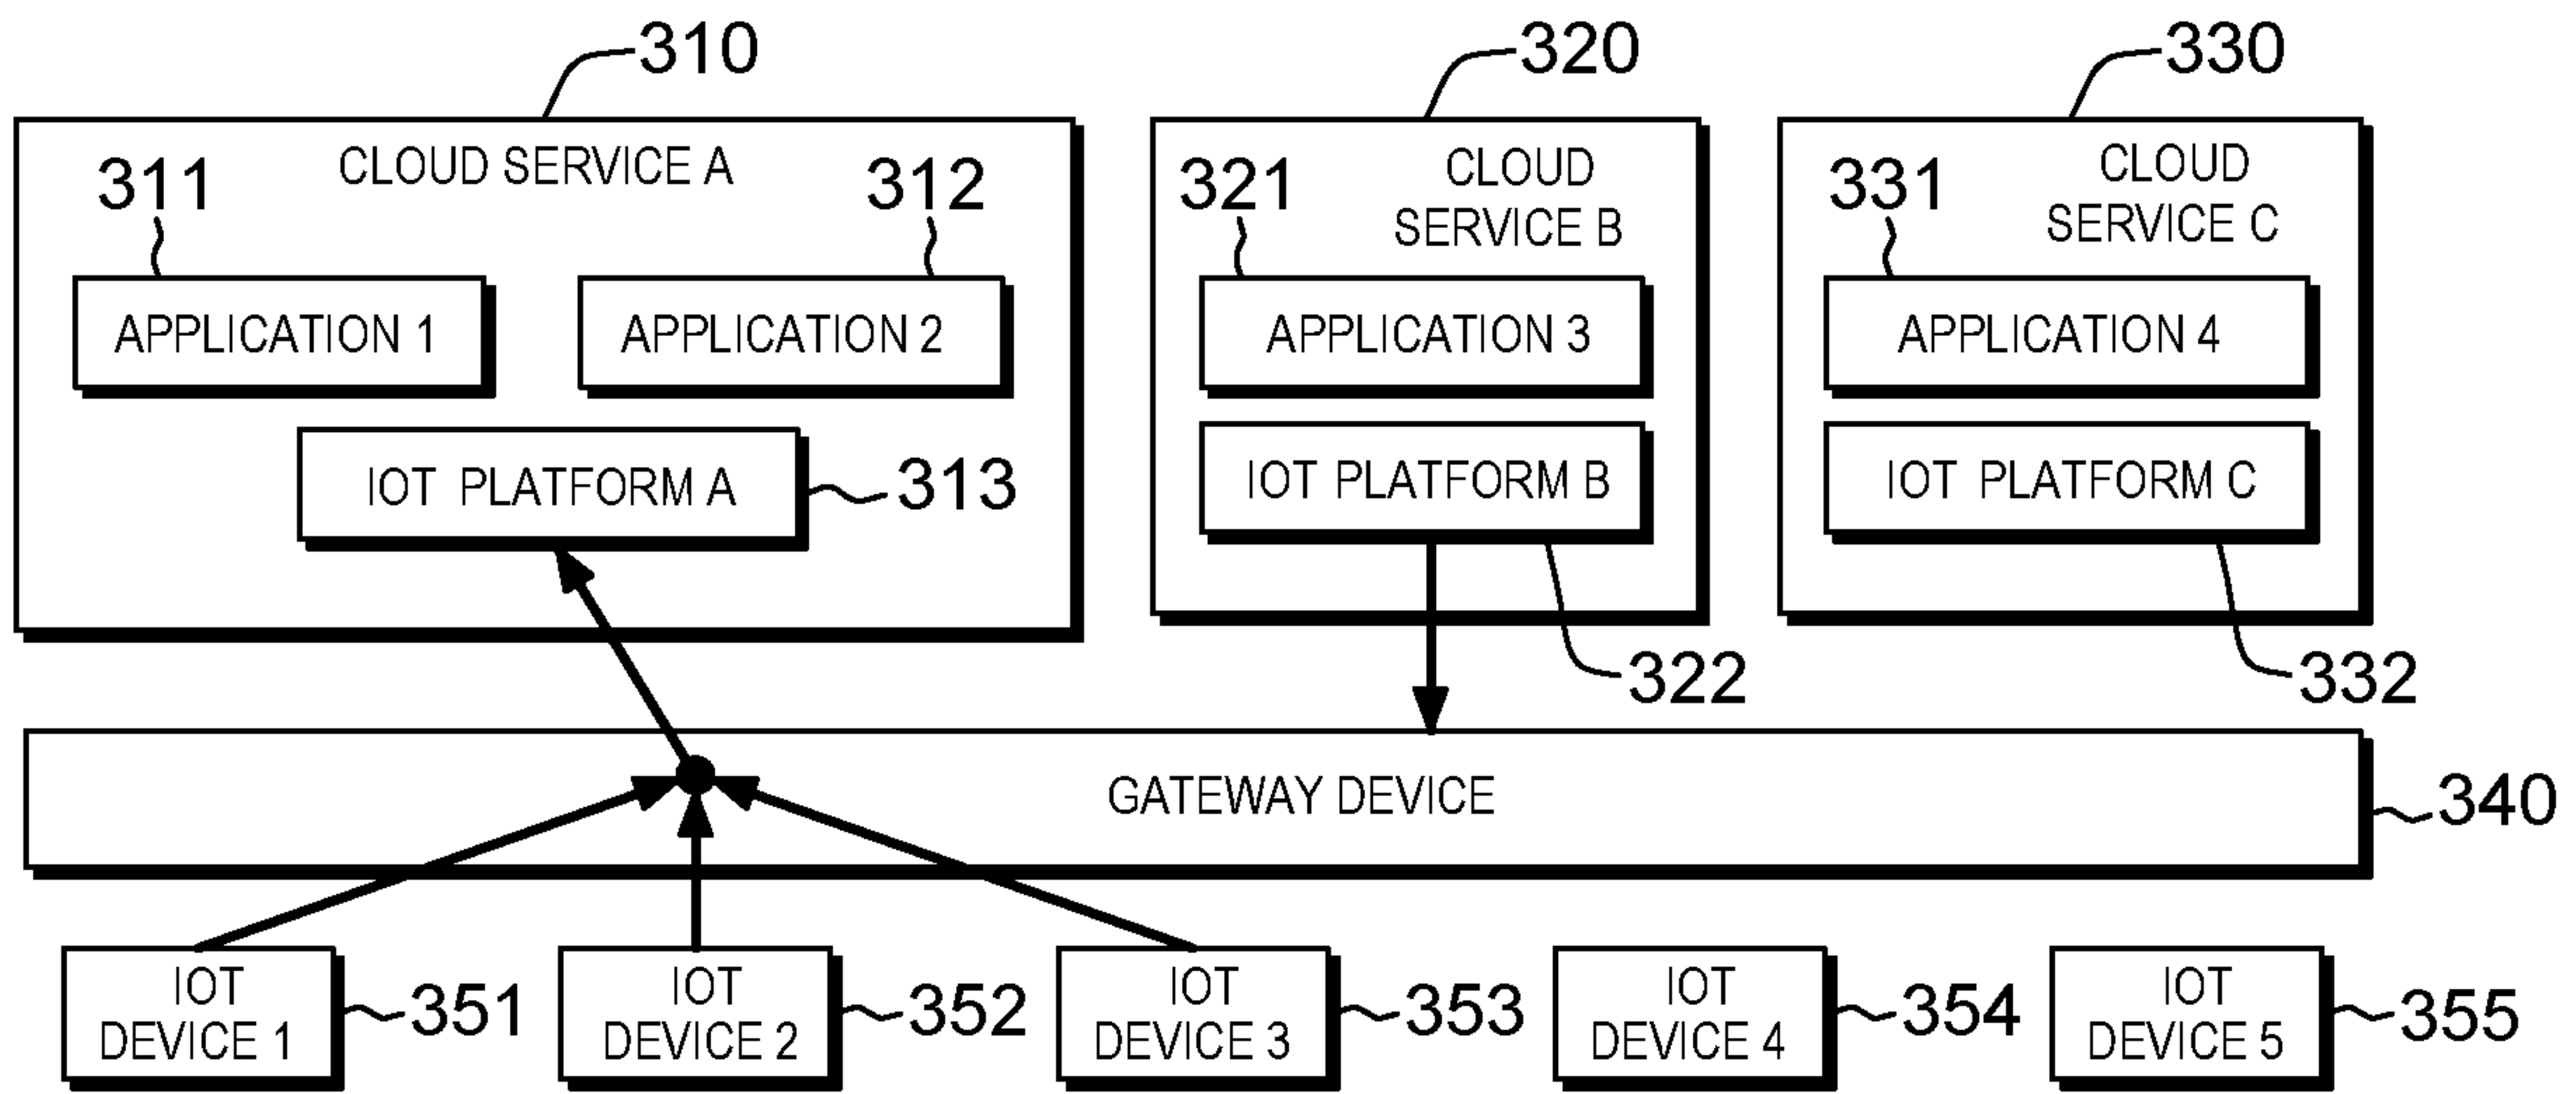 310
320
330
CLOUD SERVICE A
311
312
CLOUD
SERVICE B
321
CLOUD
SERVICE C
331
APPLICATION 1
APPLICATION 2
APPLICATION 3
APPLICATION 4
IOT PLATFORM A
313
IOT PLATFORM B
IOT PLATFORM C
322
332
GATEWAY DEVICE
340
IOT
DEVICE 1
351
IOT
DEVICE 2
352
IOT
DEVICE 3
353
IOT
DEVICE 4
354
IOT
DEVICE 5
355